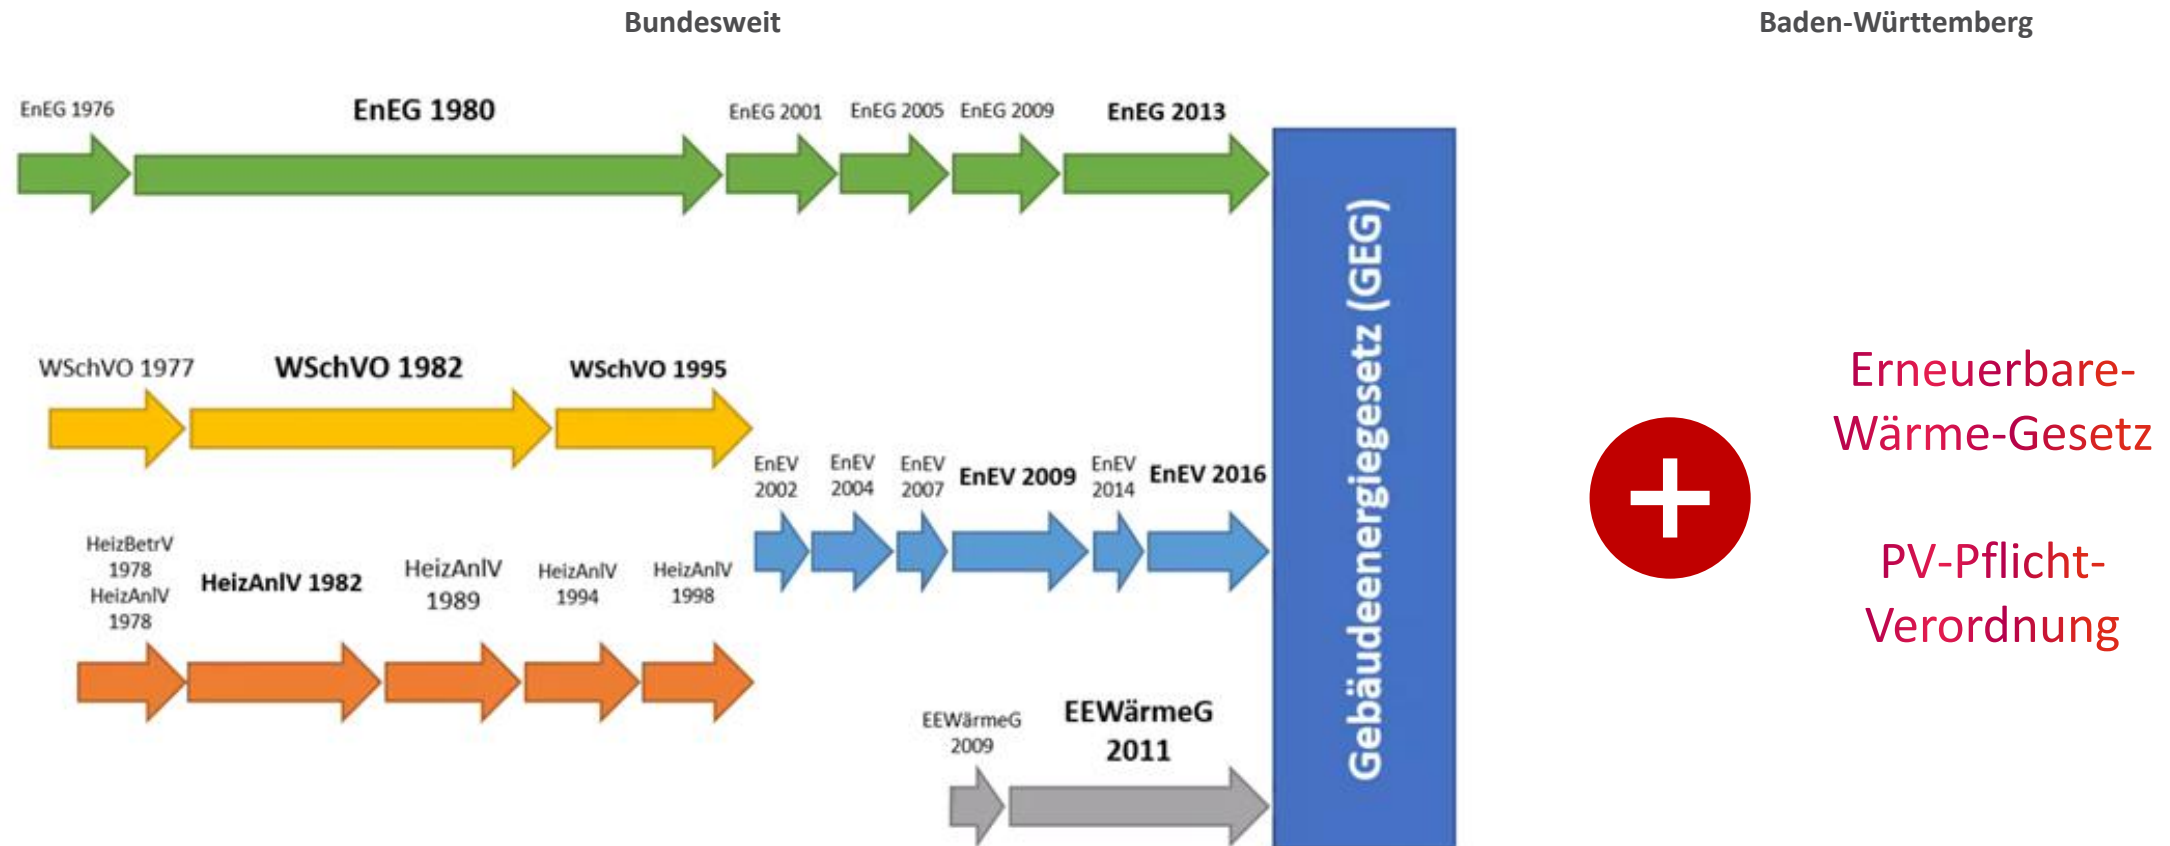 Bundesweit
Baden-Württemberg
EnEG 1976
EnEG 1980
EnEG 2001
EnEG 2005
EnEG 2009
EnEG 2013
Gebäudeenergiegesetz (GEG)
WSchVO 1977
WSchVO 1982
WSchVO 1995
EnEV
2002
EnEV
2004
EnEV
2007
EnEV 2009
EnEV
2014
EnEV 2016
HeizBetrV
1978
HeizAnlV
1978
HeizAnlV 1982
HeizAnlV
1989
HeizAnlV
1994
HeizAnlV
1998
EEWärmeG
2009
EEWärmeG
2011
Erneuerbare-
Wärme-Gesetz
PV-Pflicht-
Verordnung